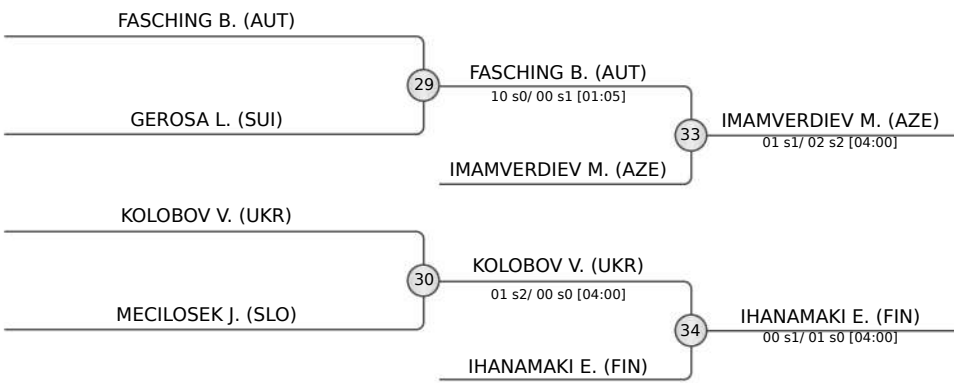 FASCHING B. (AUT)
29
FASCHING B. (AUT)
10 s0/ 00 s1 [01:05]
GEROSA L. (SUI)
33
IMAMVERDIEV M. (AZE)
01 s1/ 02 s2 [04:00]
IMAMVERDIEV M. (AZE)
KOLOBOV V. (UKR)
30
KOLOBOV V. (UKR)
01 s2/ 00 s0 [04:00]
MECILOSEK J. (SLO)
34
IHANAMAKI E. (FIN)
00 s1/ 01 s0 [04:00]
IHANAMAKI E. (FIN)